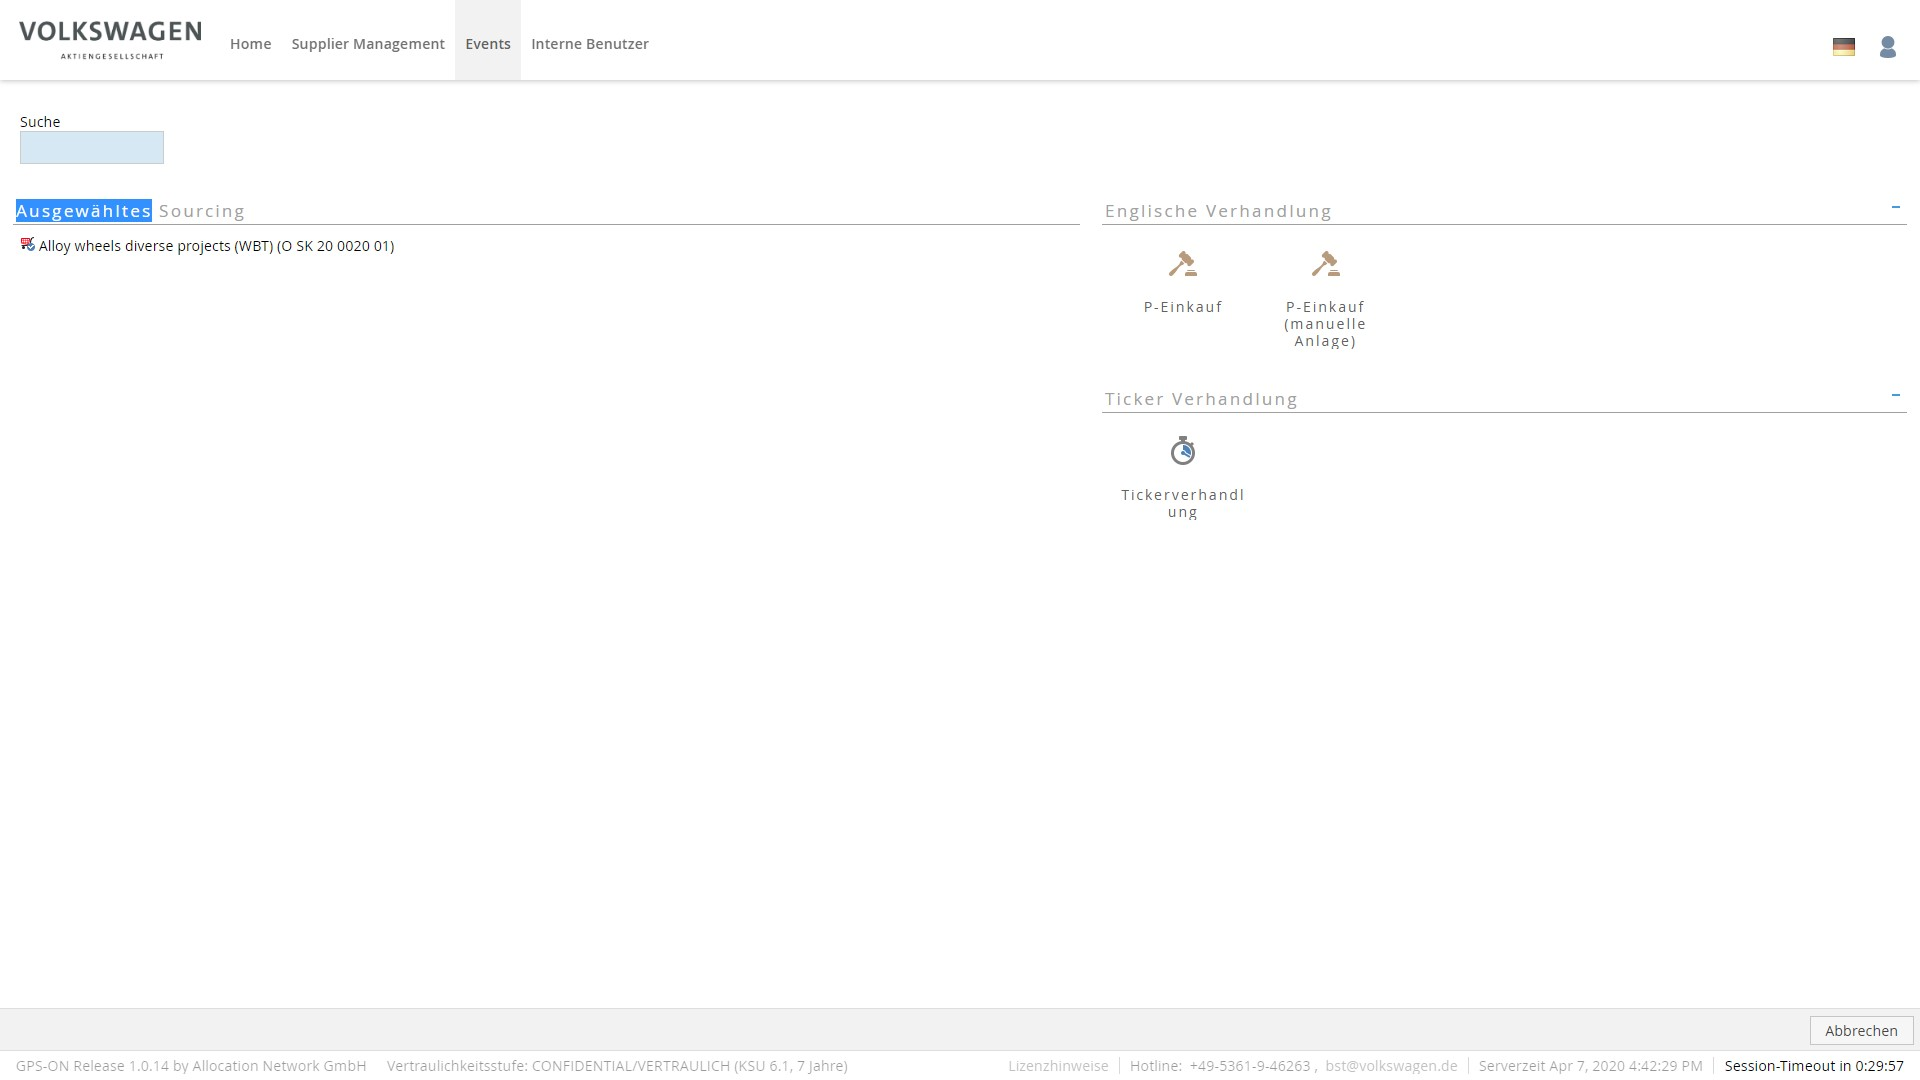 VOLKSWAGEN
AKTIENGESELLSCHAFT
Home Supplier Management Events Interne Benutzer
Suche
Ausgewähltes Sourcing
Alloy wheels diverse projects (WBT) (O SK 20 0020 01)
Englische Verhandlung
P-Einkauf
P-Einkauf
(manuelle
Anlage)
Ticker Verhandlung
Tickerverhandl
ung
Abbrechen
GPS-ON Release 1.0.14 by Allocation Network GmbH Vertraulichkeitsstufe: CONFIDENTIAL/VERTRAULICH (KSU 6.1, 7 Jahre) Lizenzhinweise Hotline: +49-5361-9-46263 , bst@volkswagen.de Serverzeit Apr 7, 2020 4:42:29 PM Session-Timeout in 0:29:57